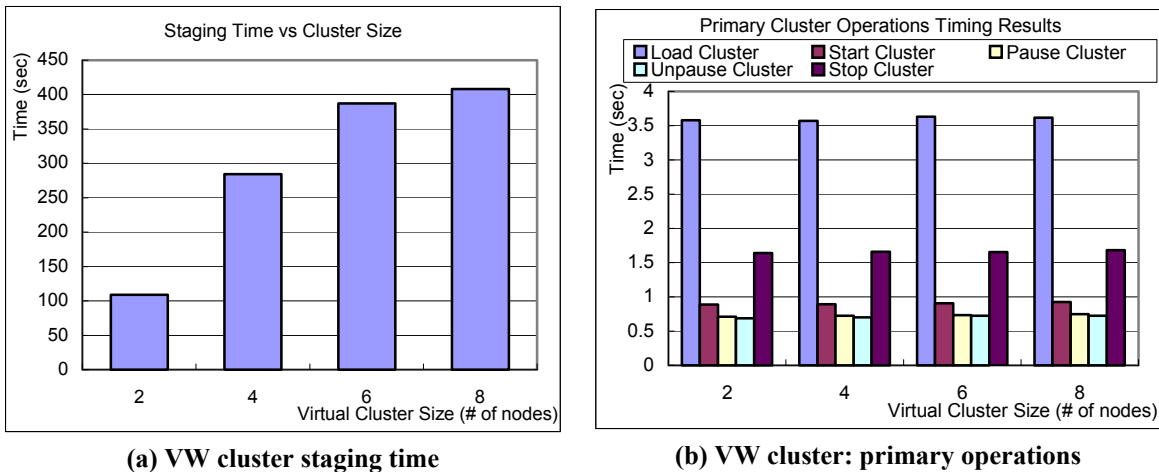 Staging Time vs Cluster Size
Time (sec)
450
400
350
300
250
200
150
100
50
0
2 4 6 8
Virtual Cluster Size (# of nodes)
(a) VW cluster staging time
Primary Cluster Operations Timing Results
Load Cluster Start Cluster Pause Cluster
Unpause Cluster Stop Cluster
Time (sec)
4
3.5
3
2.5
2
1.5
1
0.5
0
2 4 6 8
Virtual Cluster Size (# of nodes)
(b) VW cluster: primary operations